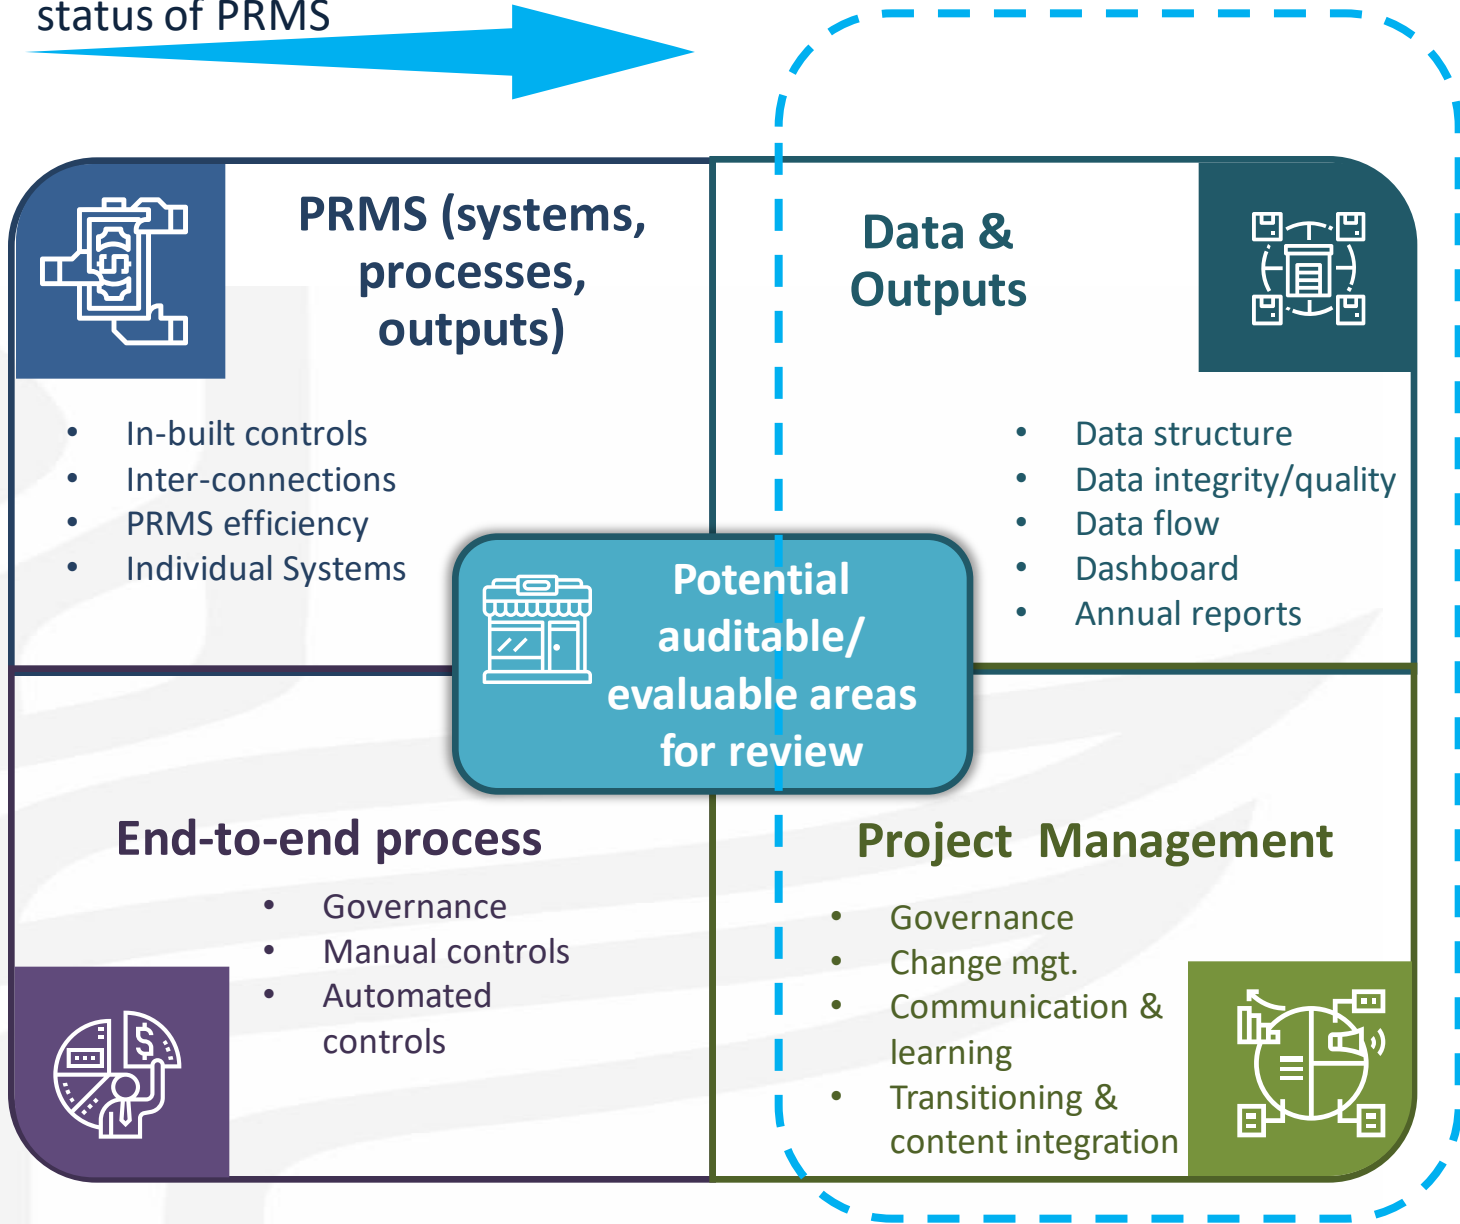 status of PRMS
PRMS (systems,
processes,
outputs)
• In-built controls
• Inter-connections
• PRMS efficiency
• Individual Systems
Data &
Outputs
• Data structure
• Data integrity/quality
• Data flow
• Dashboard
• Annual reports
Potential
auditable/
evaluable areas
for review
End-to-end process
• Governance
• Manual controls
• Automated
controls
Project Management
• Governance
• Change mgt.
• Communication &
learning
• Transitioning &
content integration